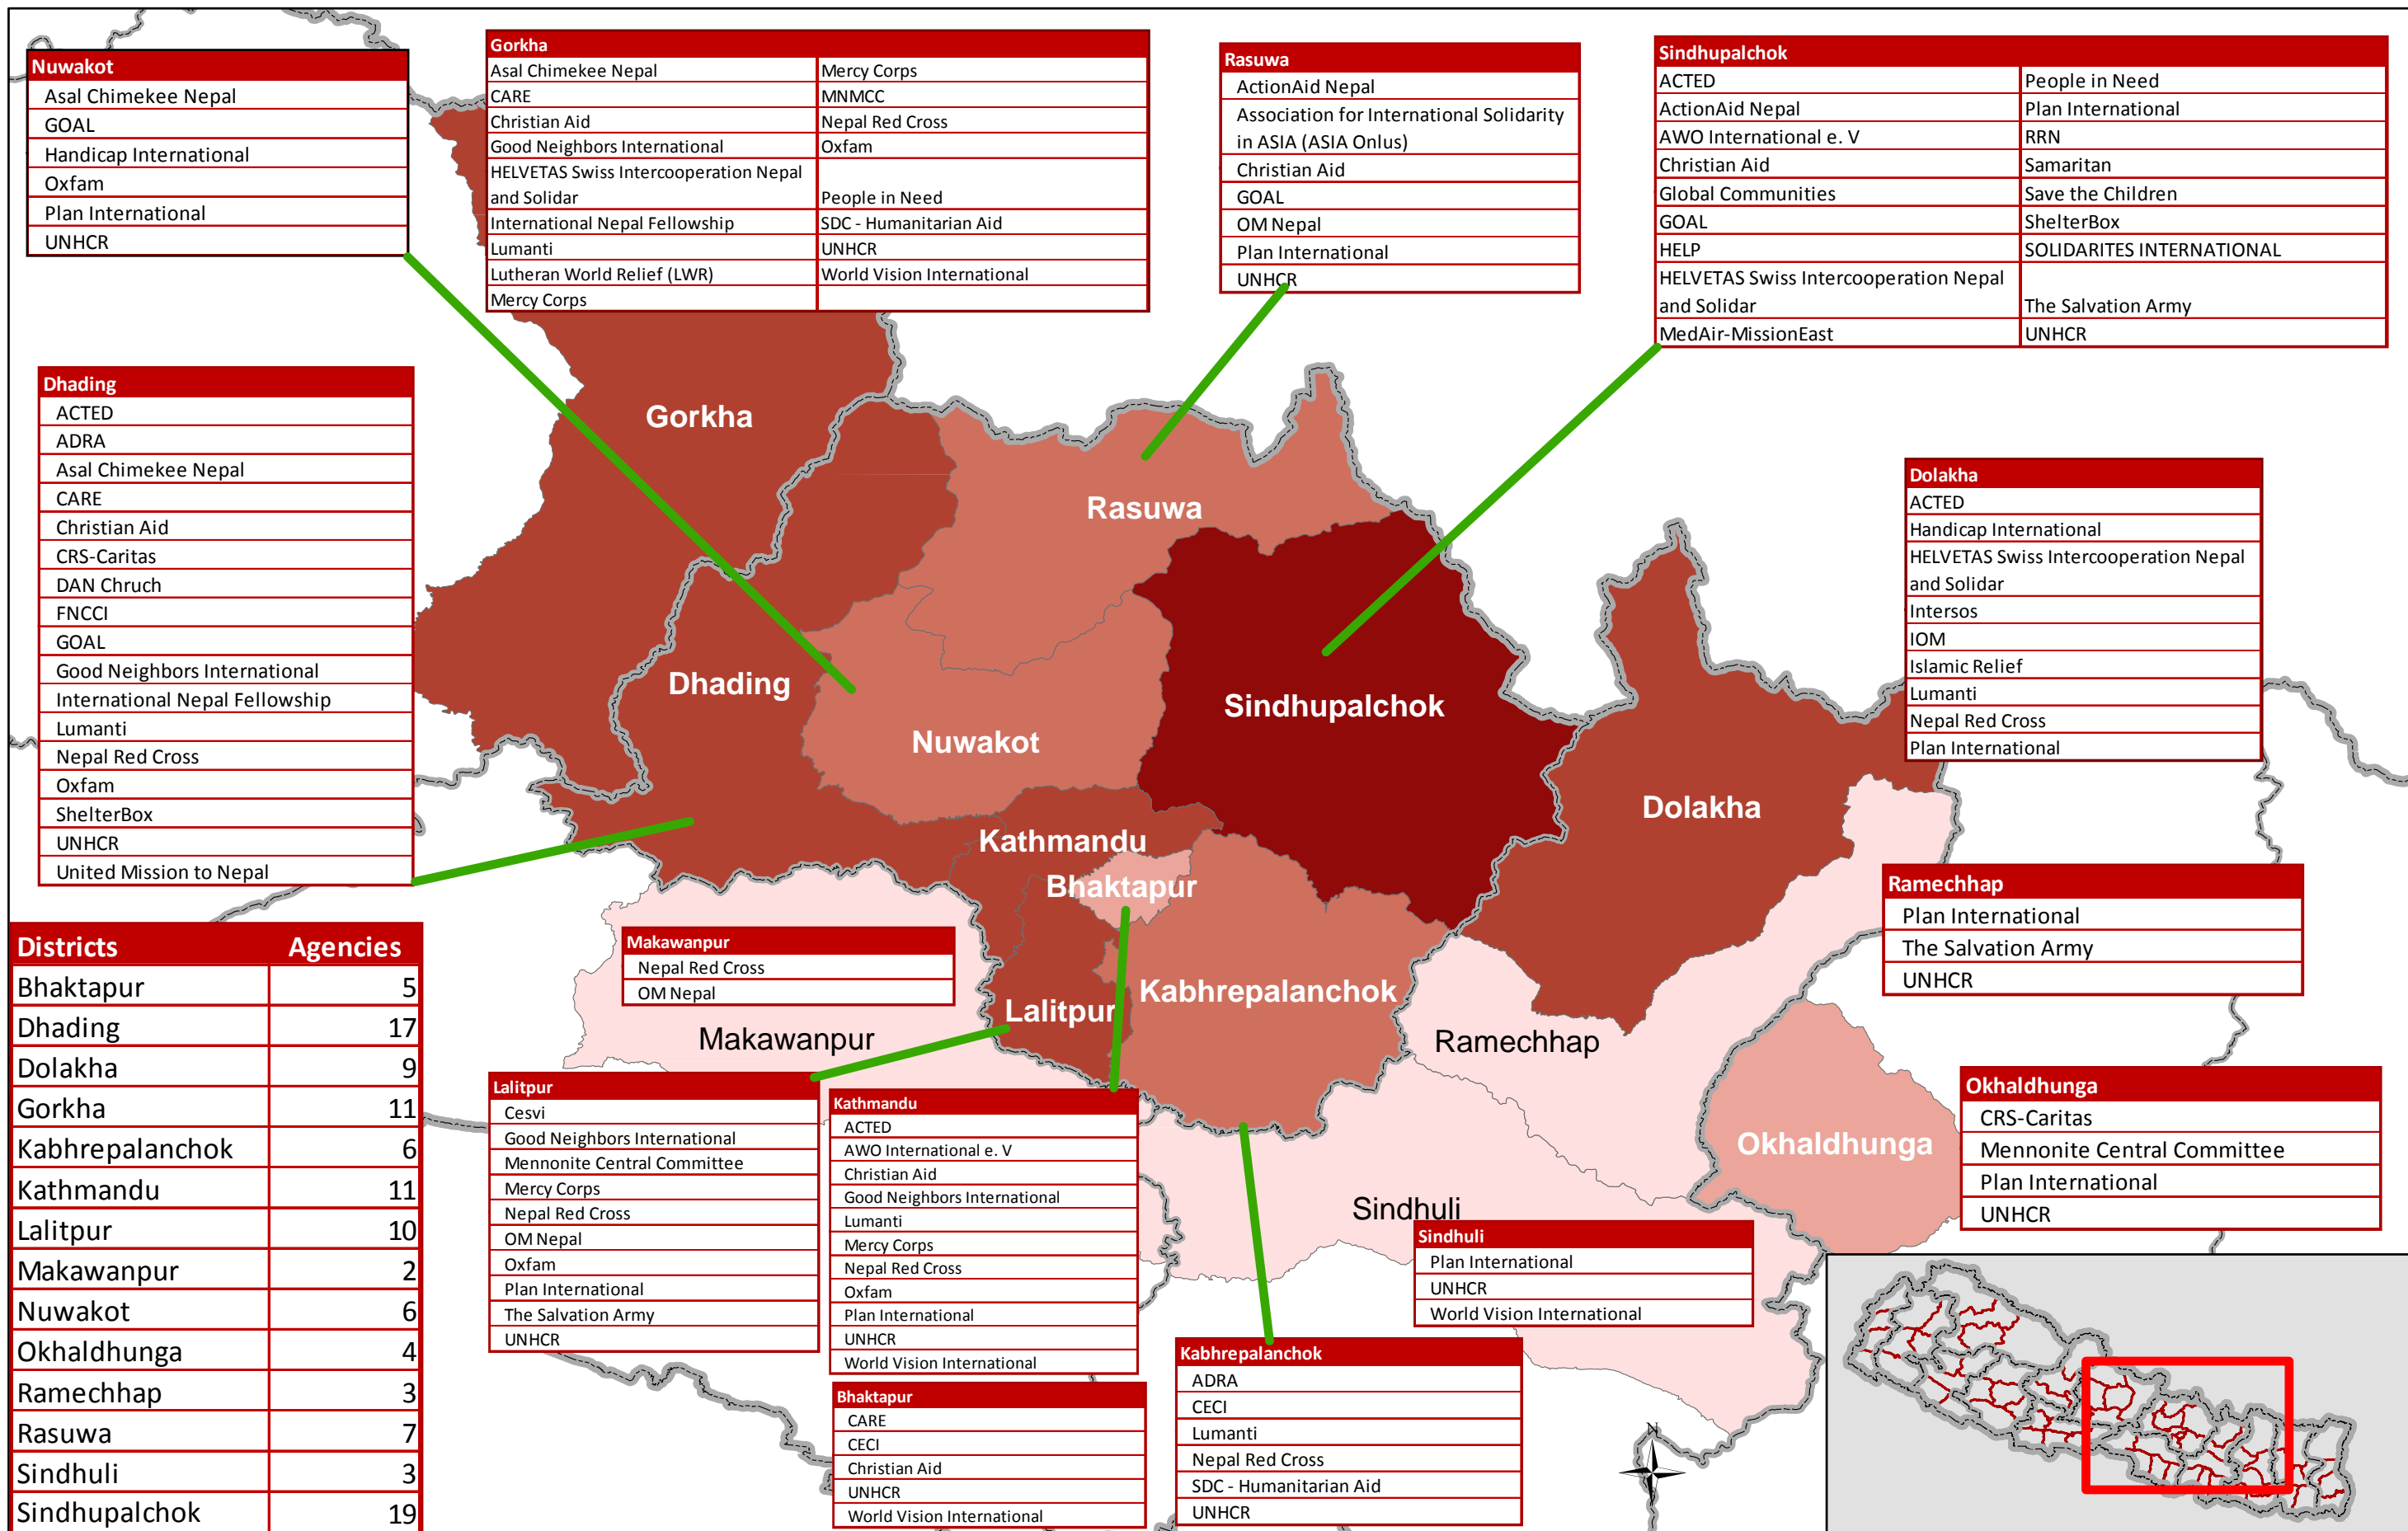 Nuwakot
Asal Chimekee Nepal
GOAL
Handicap International
Oxfam
Plan International
UNHCR
Gorkha
Asal Chimekee Nepal Mercy Corps
CARE MNMCC
Christian Aid Nepal Red Cross
Good Neighbors International Oxfam
HELVETAS Swiss Intercooperation Nepal
and Solidar People in Need
International Nepal Fellowship SDC - Humanitarian Aid
Lumanti UNHCR
Lutheran World Relief (LWR) World Vision International
Mercy Corps
Rasuwa
ActionAid Nepal
Association for International Solidarity
in ASIA (ASIA Onlus)
Christian Aid
GOAL
OM Nepal
Plan International
UNHCR
Sindhupalchok
ACTED People in Need
ActionAid Nepal Plan International
AWO International e. V RRN
Christian Aid Samaritan
Global Communities Save the Children
GOAL ShelterBox
HELP SOLIDARITES INTERNATIONAL
HELVETAS Swiss Intercooperation Nepal
and Solidar The Salvation Army
MedAir-MissionEast UNHCR
Dhading
ACTED
ADRA
Asal Chimekee Nepal
CARE
Christian Aid
CRS-Caritas
DAN Chruch
FNCCI
GOAL
Good Neighbors International
International Nepal Fellowship
Lumanti
Nepal Red Cross
Oxfam
ShelterBox
UNHCR
United Mission to Nepal
Dolakha
ACTED
Handicap International
HELVETAS Swiss Intercooperation Nepal
and Solidar
Intersos
IOM
Islamic Relief
Lumanti
Nepal Red Cross
Plan International
Gorkha
Rasuwa
Dhading
Nuwakot
Sindhupalchok
Dolakha
Kathmandu
Bhaktapur
Kabhrepalanchok
Lalitpur
Makawanpur
Ramechhap
Okhaldhunga
Sindhuli
Ramechhap
Plan International
The Salvation Army
UNHCR
Makawanpur
Nepal Red Cross
OM Nepal
Okhaldhunga
CRS-Caritas
Mennonite Central Committee
Plan International
UNHCR
Lalitpur
Cesvi
Good Neighbors International
Mennonite Central Committee
Mercy Corps
Nepal Red Cross
OM Nepal
Oxfam
Plan International
The Salvation Army
UNHCR
Kathmandu
ACTED
AWO International e. V
Christian Aid
Good Neighbors International
Lumanti
Mercy Corps
Nepal Red Cross
Oxfam
Plan International
UNHCR
World Vision International
Sindhuli
Plan International
UNHCR
World Vision International
Kabhrepalanchok
ADRA
CECI
Lumanti
Nepal Red Cross
SDC - Humanitarian Aid
UNHCR
Bhaktapur
CARE
CECI
Christian Aid
UNHCR
World Vision International
Districts Agencies
Bhaktapur 5
Dhading 17
Dolakha 9
Gorkha 11
Kabhrepalanchok 6
Kathmandu 11
Lalitpur 10
Makawanpur 2
Nuwakot 6
Okhaldhunga 4
Ramechhap 3
Rasuwa 7
Sindhuli 3
Sindhupalchok 19
N